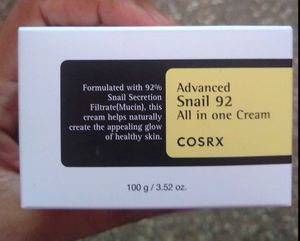 Formulated with 92%
Snail Secretion
Filtrate(Mucin), this
cream helps naturally
create the appealing glow
of healthy skin.
Advanced
Snail 92
All in one Cream
COSRX
100 g / 3.52 oz.